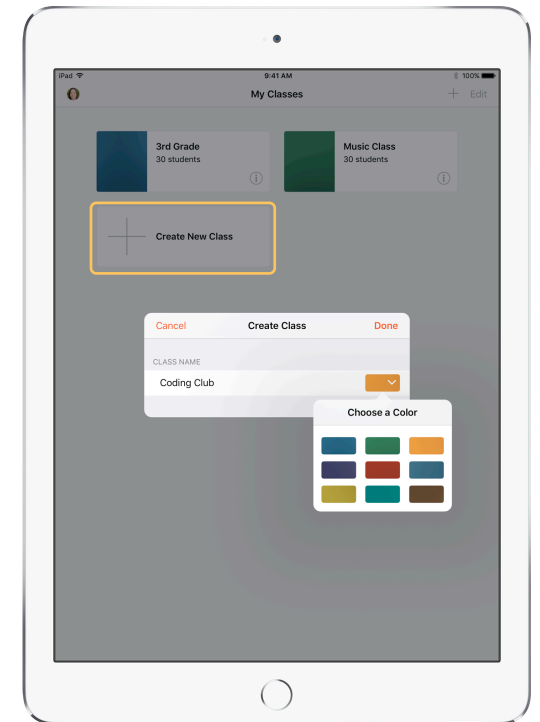 iPad 9:41 AM 100%
My Classes + Edit
3rd Grade
30 students
Music Class
30 students
Create New Class
Cancel Create Class Done
CLASS NAME
Coding Club
Choose a Color